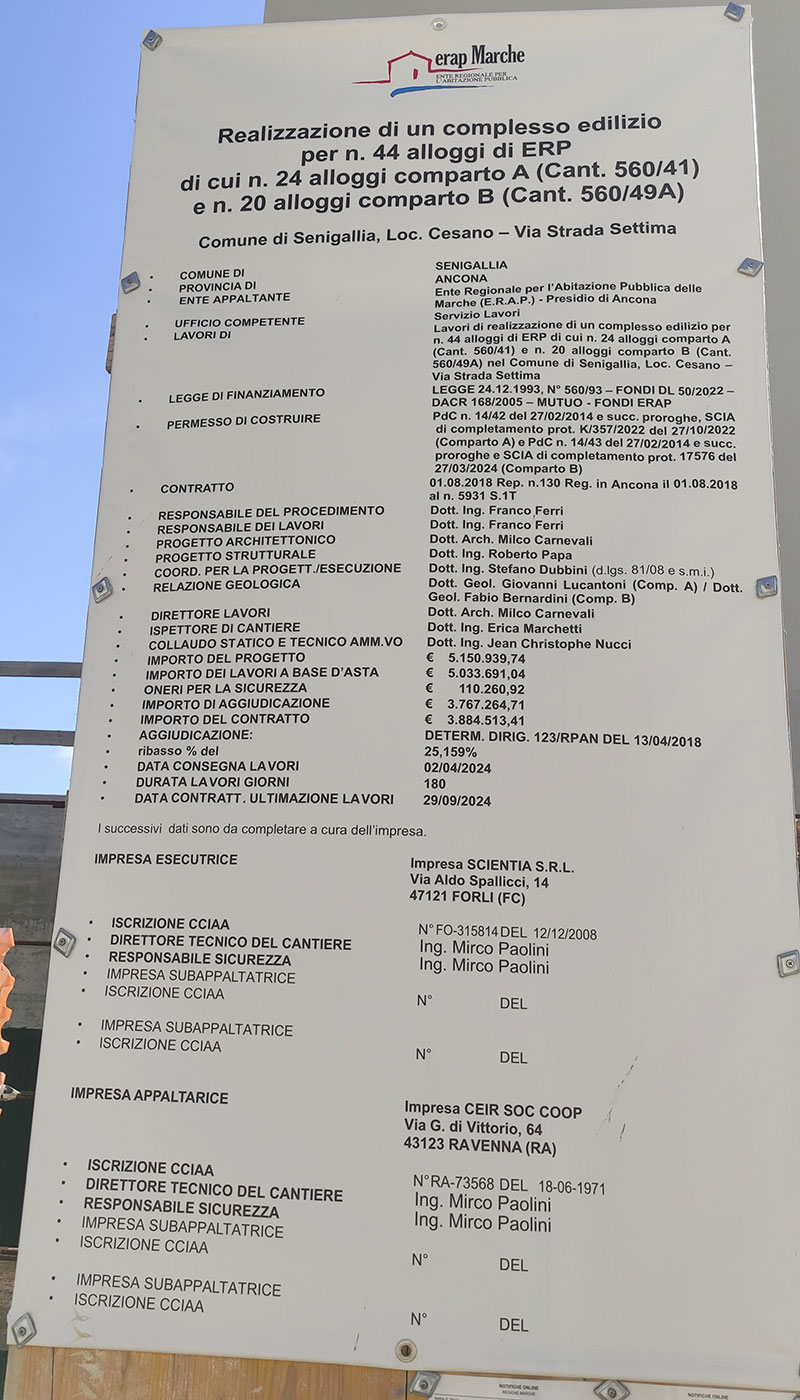 erap Marche
ENTE REGIONALE PER
L'ABITAZIONE PUBBLICA
Realizzazione di un complesso edilizio
per n. 44 alloggi di ERP
di cui n. 24 alloggi comparto A (Cant. 560/41)
e n. 20 alloggi comparto B (Cant. 560/49A)
Comune di Senigallia, Loc. Cesano – Via Strada Settima
• COMUNE DI SENIGALLIA
• PROVINCIA DI ANCONA
• ENTE APPALTANTE Ente Regionale per l'Abitazione Pubblica delle
Marche (E.R.A.P.) - Presidio di Ancona
• UFFICIO COMPETENTE Servizio Lavori
• LAVORI DI Lavori di realizzazione di un complesso edilizio per
n. 44 alloggi di ERP di cui n. 24 alloggi comparto A
(Cant. 560/41) e n. 20 alloggi comparto B (Cant.
560/49A) nel Comune di Senigallia, Loc. Cesano –
Via Strada Settima
• LEGGE DI FINANZIAMENTO LEGGE 24.12.1993, N° 560/93 – FONDI DL 50/2022 –
DACR 168/2005 – MUTUO - FONDI ERAP
• PERMESSO DI COSTRUIRE PdC n. 14/42 del 27/02/2014 e succ. proroghe, SCIA
di completamento prot. K/357/2022 del 27/10/2022
(Comparto A) e PdC n. 14/43 del 27/02/2014 e succ.
proroghe e SCIA di completamento prot. 17576 del
27/03/2024 (Comparto B)
• CONTRATTO 01.08.2018 Rep. n.130 Reg. in Ancona il 01.08.2018
al n. 5931 S.1T
• RESPONSABILE DEL PROCEDIMENTO Dott. Ing. Franco Ferri
• RESPONSABILE DEI LAVORI Dott. Ing. Franco Ferri
• PROGETTO ARCHITETTONICO Dott. Arch. Milco Carnevali
• PROGETTO STRUTTURALE Dott. Ing. Roberto Papa
• COORD. PER LA PROGETT./ESECUZIONE Dott. Ing. Stefano Dubbini (d.lgs. 81/08 e s.m.i.)
• RELAZIONE GEOLOGICA Dott. Geol. Giovanni Lucantoni (Comp. A) / Dott.
Geol. Fabio Bernardini (Comp. B)
• DIRETTORE LAVORI Dott. Arch. Milco Carnevali
• ISPETTORE DI CANTIERE Dott. Ing. Erica Marchetti
• COLLAUDO STATICO E TECNICO AMM.VO Dott. Ing. Jean Christophe Nucci
• IMPORTO DEL PROGETTO € 5.150.939,74
• IMPORTO DEI LAVORI A BASE D'ASTA € 5.033.691,04
• ONERI PER LA SICUREZZA € 110.260,92
• IMPORTO DI AGGIUDICAZIONE € 3.767.264,71
• IMPORTO DEL CONTRATTO € 3.884.513,41
• AGGIUDICAZIONE: DETERM. DIRIG. 123/RPAN DEL 13/04/2018
• ribasso % del 25,159%
• DATA CONSEGNA LAVORI 02/04/2024
• DURATA LAVORI GIORNI 180
• DATA CONTRATT. ULTIMAZIONE LAVORI 29/09/2024
I successivi dati sono da completare a cura dell'impresa.
IMPRESA ESECUTRICE Impresa SCIENTIA S.R.L.
Via Aldo Spallicci, 14
47121 FORLI (FC)
• ISCRIZIONE CCIAA N° FO-315814 DEL 12/12/2008
• DIRETTORE TECNICO DEL CANTIERE Ing. Mirco Paolini
• RESPONSABILE SICUREZZA Ing. Mirco Paolini
• IMPRESA SUBAPPALTATRICE
• ISCRIZIONE CCIAA N° DEL
• IMPRESA SUBAPPALTATRICE
• ISCRIZIONE CCIAA N° DEL
IMPRESA APPALTARICE Impresa CEIR SOC COOP
Via G. di Vittorio, 64
43123 RAVENNA (RA)
• ISCRIZIONE CCIAA N° RA-73568 DEL 18-06-1971
• DIRETTORE TECNICO DEL CANTIERE Ing. Mirco Paolini
• RESPONSABILE SICUREZZA Ing. Mirco Paolini
• IMPRESA SUBAPPALTATRICE
• ISCRIZIONE CCIAA N° DEL
• IMPRESA SUBAPPALTATRICE
• ISCRIZIONE CCIAA N° DEL
NOTIFICHE ONLINE
REGIONE MARCHE
NOTIFICHE ONLINE